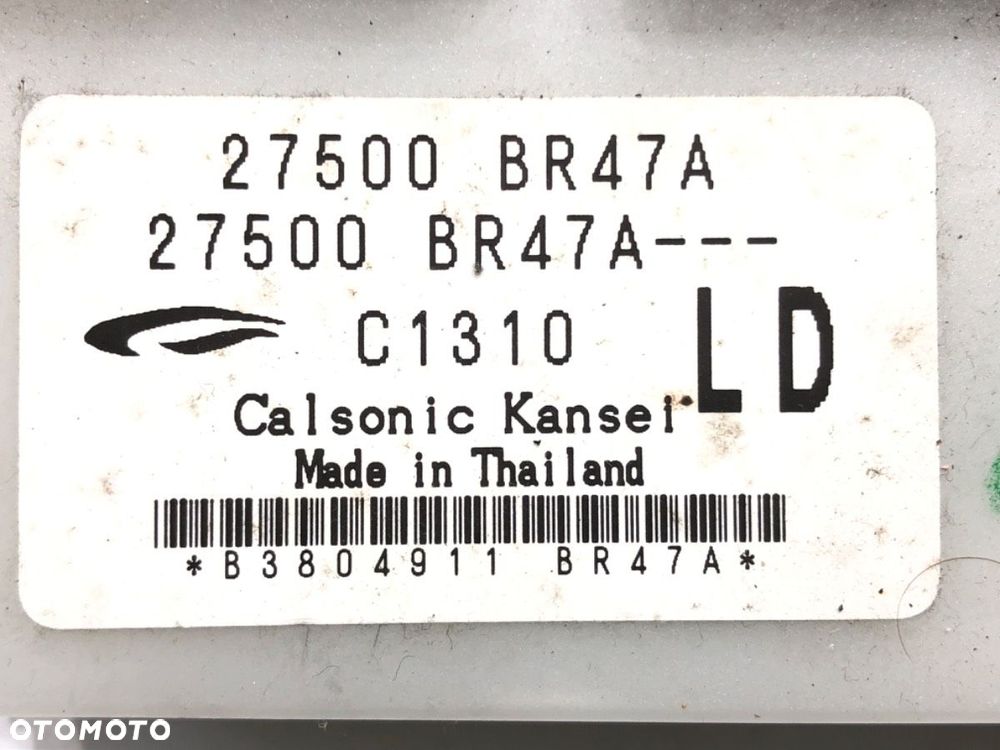 27500 BR47A
27500 BR47A---
C1310
LD
Calsonic Kansei
Made in Thailand
*B3804911 BR47A*
OTOMOTO